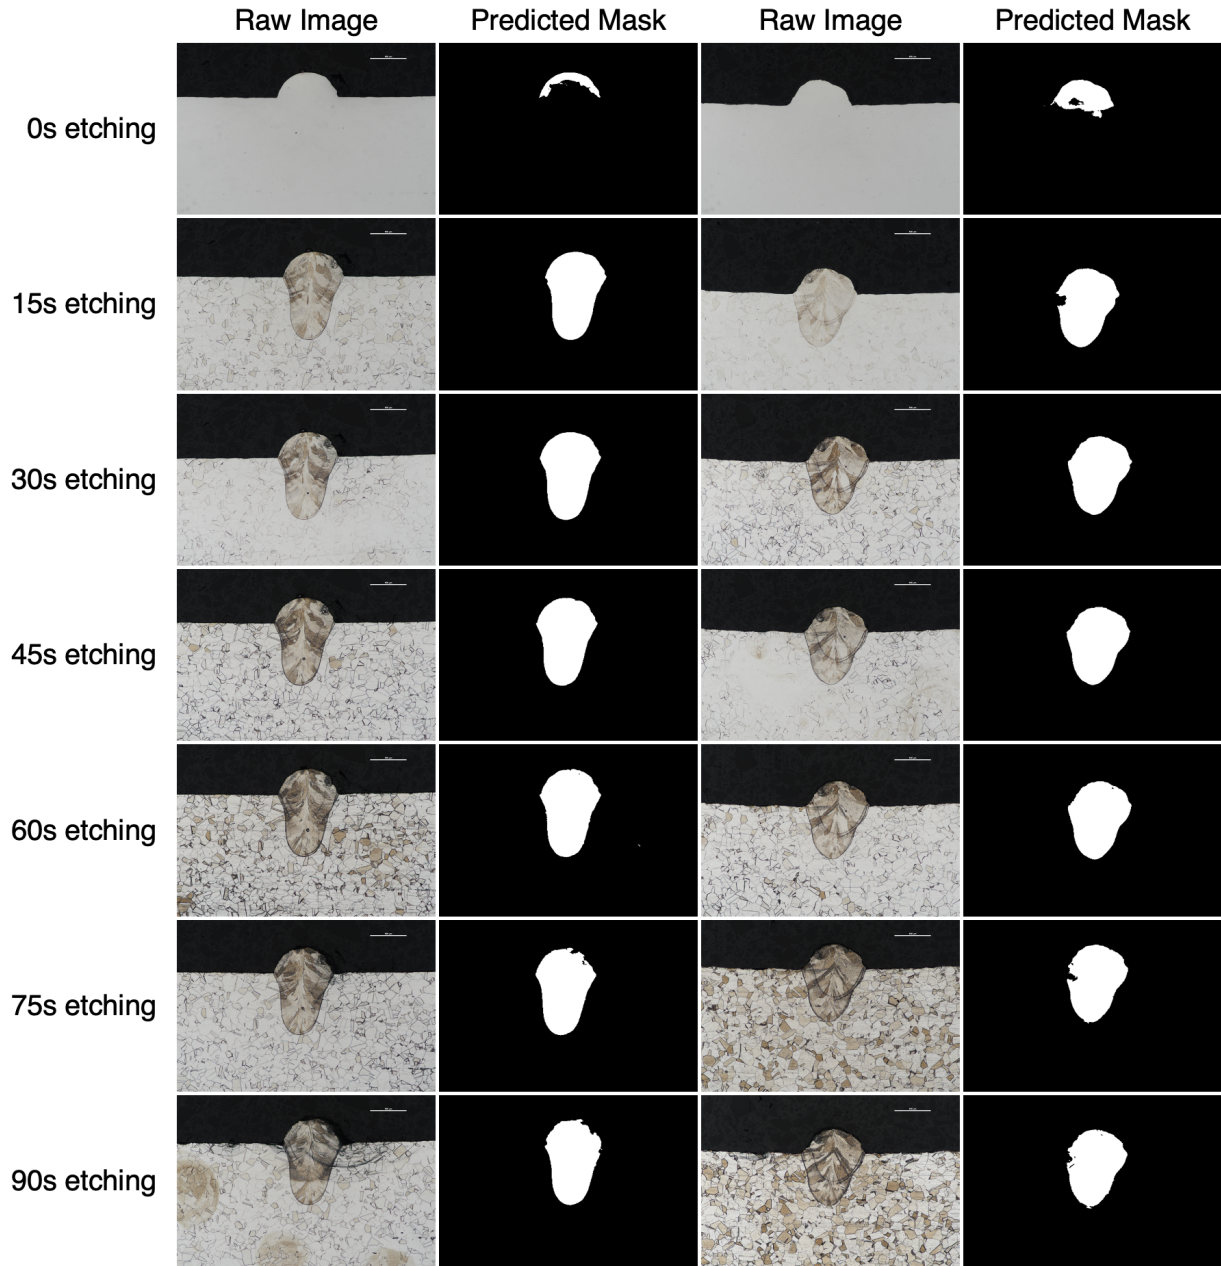 Raw Image Predicted Mask Raw Image Predicted Mask
0s etching
15s etching
30s etching
45s etching
60s etching
75s etching
90s etching